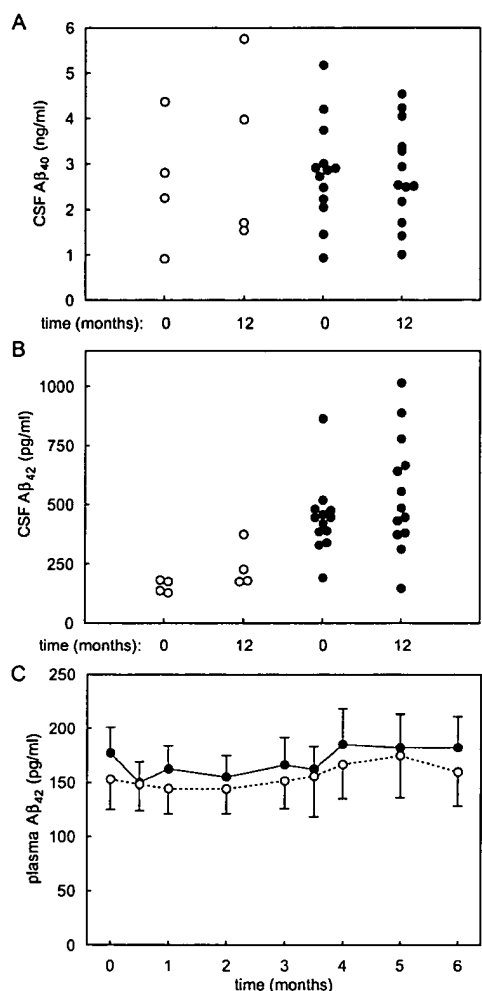 A
CSF Aβ40 (ng/ml)
6
5
4
3
2
1
0
time (months): 0 12 0 12
B
CSF Aβ42 (pg/ml)
1000
750
500
250
0
time (months): 0 12 0 12
C
plasma Aβ42 (pg/ml)
250
200
150
100
50
0
0 1 2 3 4 5 6
time (months)